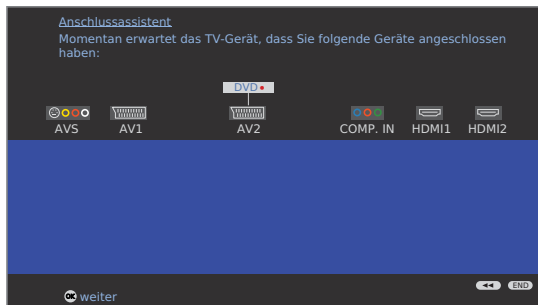 Anschlussassistent
Momentan erwartet das TV-Gerät, dass Sie folgende Geräte angeschlossen
haben:
DVD
AVS AV1 AV2 COMP. IN HDMI1 HDMI2
END
OK weiter